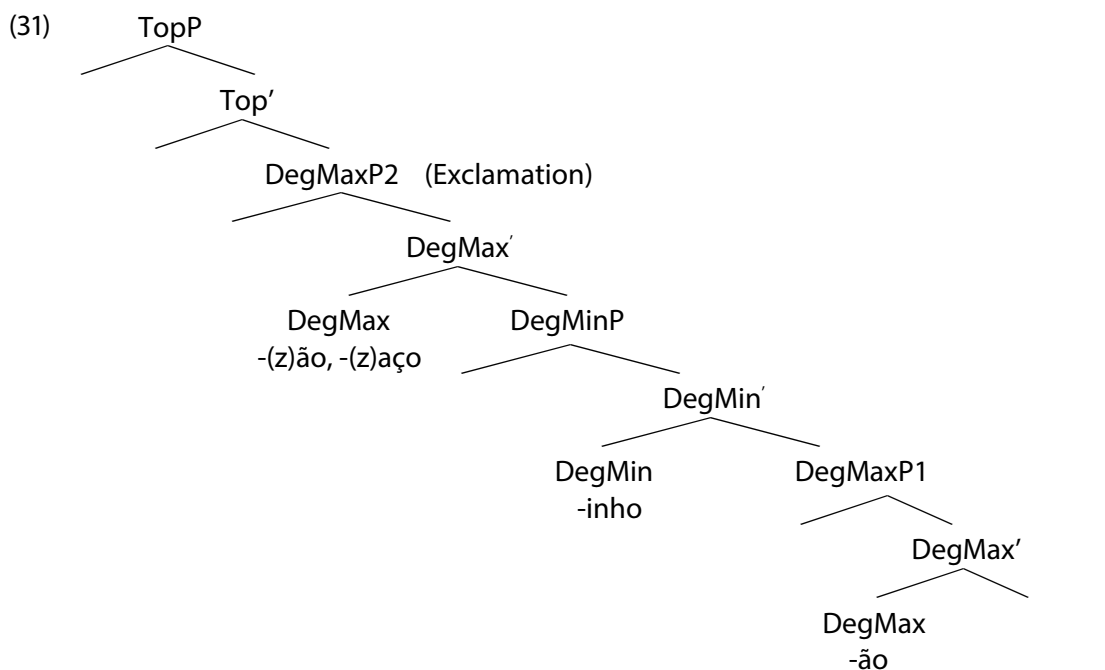 (31) TopP
Top'
DegMaxP2 (Exclamation)
DegMax'
DegMax DegMinP
-(z)ão, -(z)aço
DegMin'
DegMin DegMaxP1
-inho
DegMax'
DegMax
-ão